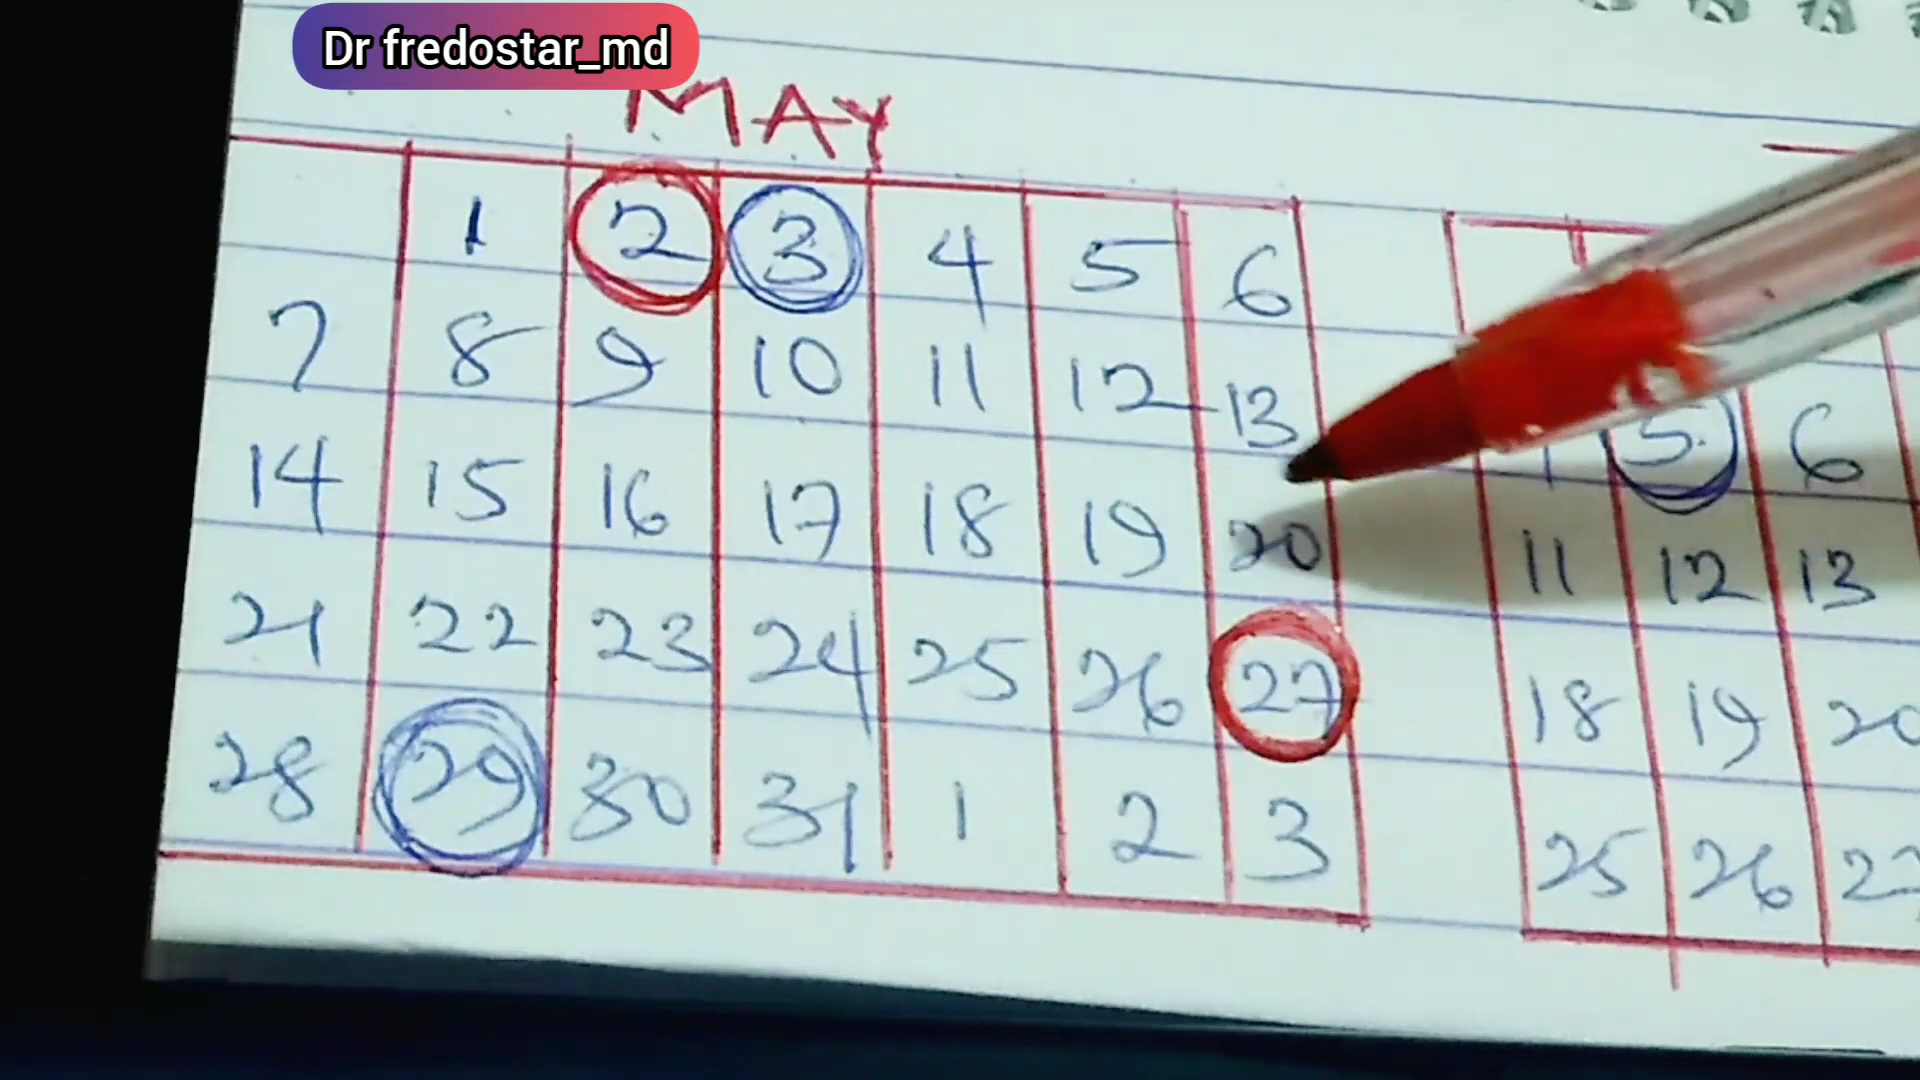 Dr fredostar_md
MAY
1 2 3 4 5 6
7 8 9 10 11 12 13
14 15 16 17 18 19 20
21 22 23 24 25 26 27
28 29 30 31 1 2 3
5 6
11 12 13
18 19 20
25 26 27